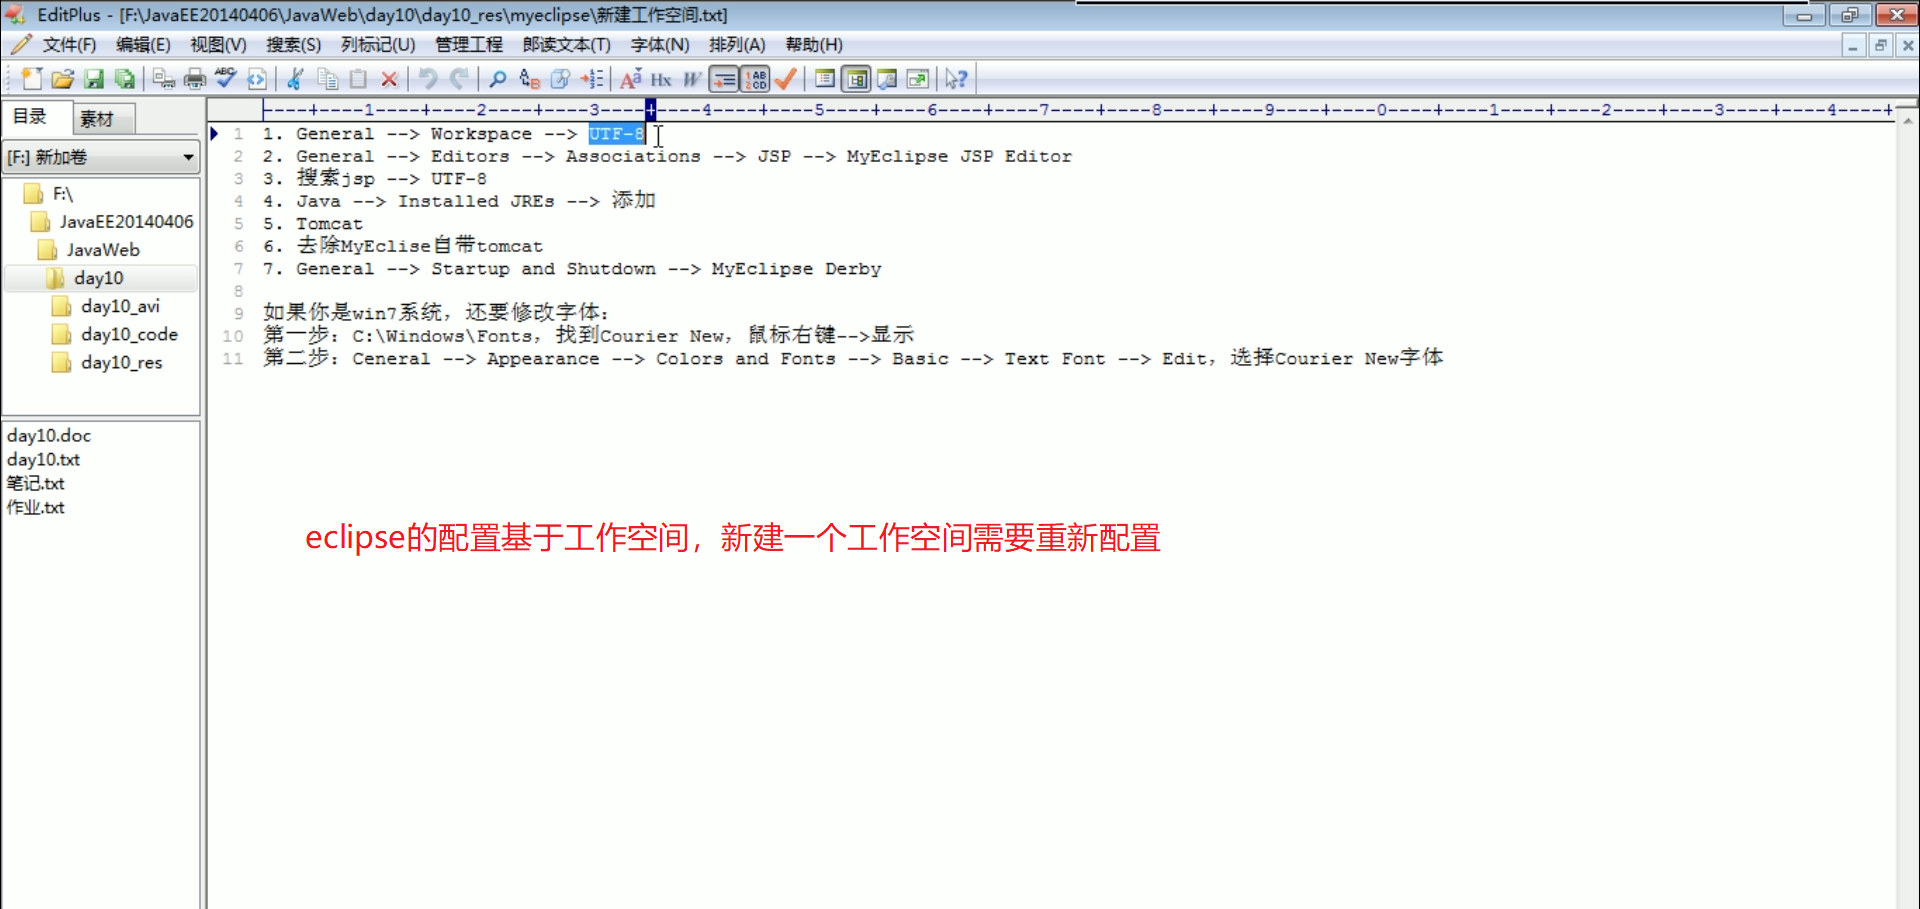 EditPlus - [F:\JavaEE20140406\JavaWeb\day10\day10_res\myeclipse\新建工作空间.txt]
文件(F) 编辑(E) 视图(V) 搜索(S) 列标记(U) 管理工程 郎读文本(T) 字体(N) 排列(A) 帮助(H)
目录 素材
[F:] 新加卷
F:\
JavaEE20140406
JavaWeb
day10
day10_avi
day10_code
day10_res
day10.doc
day10.txt
笔记.txt
作业.txt
----+----1----+----2----+----3----+----4----+----5----+----6----+----7----+----8----+----9----+----0----+----1----+----2----+----3----+----4----+
1 1. General --> Workspace --> UTF-8
2 2. General --> Editors --> Associations --> JSP --> MyEclipse JSP Editor
3 3. 搜索jsp --> UTF-8
4 4. Java --> Installed JREs --> 添加
5 5. Tomcat
6 6. 去除MyEclise自带tomcat
7 7. General --> Startup and Shutdown --> MyEclipse Derby
8
9 如果你是win7系统，还要修改字体：
10 第一步：C:\Windows\Fonts，找到Courier New，鼠标右键-->显示
11 第二步：Ceneral --> Appearance --> Colors and Fonts --> Basic --> Text Font --> Edit，选择Courier New字体
eclipse的配置基于工作空间，新建一个工作空间需要重新配置